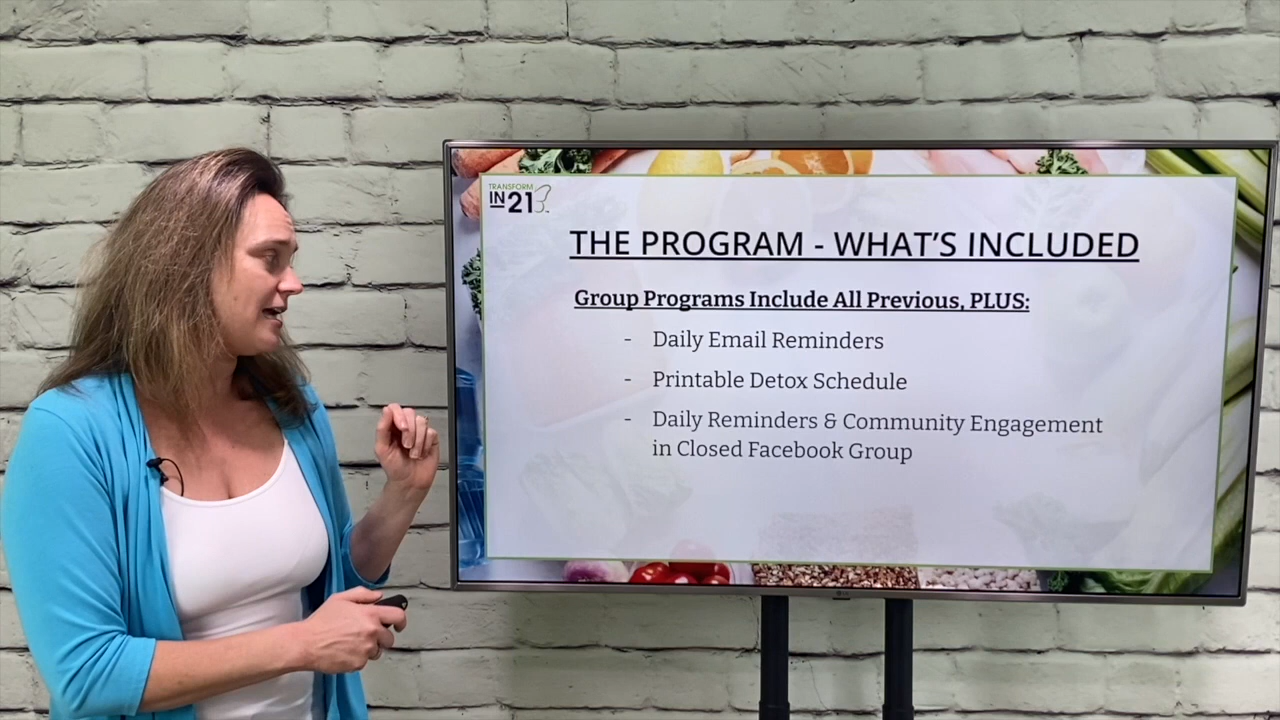 TRANSFORM
IN 21
THE PROGRAM - WHAT'S INCLUDED
Group Programs Include All Previous, PLUS:
- Daily Email Reminders
- Printable Detox Schedule
- Daily Reminders & Community Engagement
in Closed Facebook Group
LG